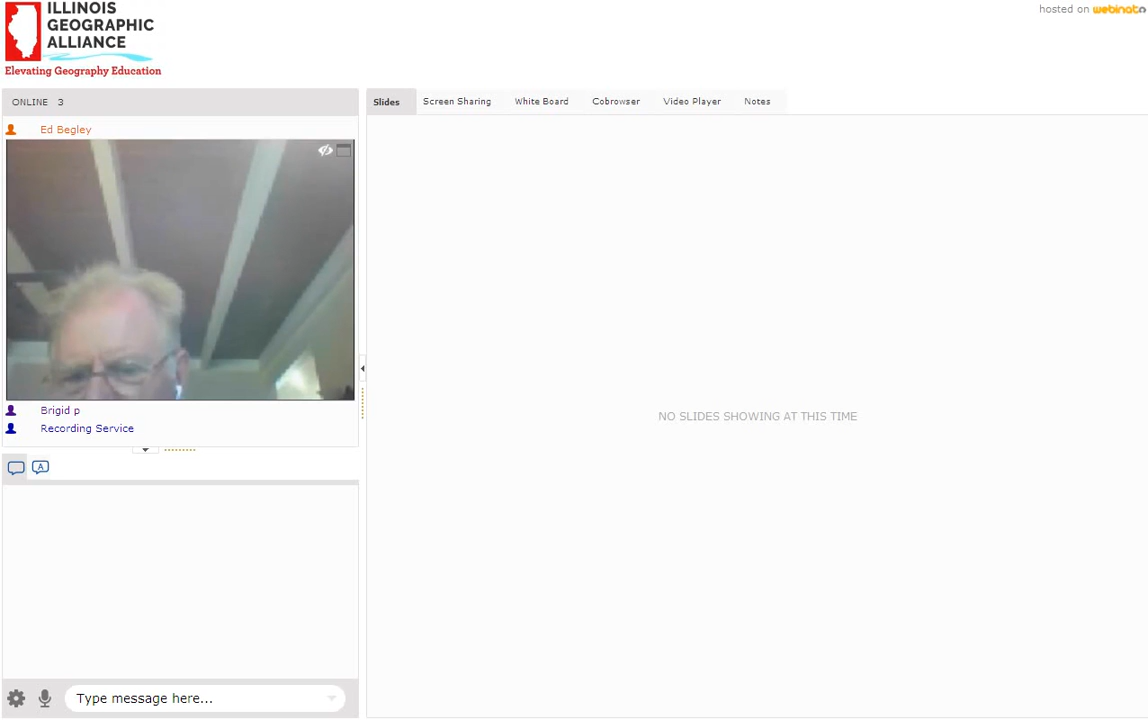 ILLINOIS
GEOGRAPHIC
ALLIANCE
Elevating Geography Education
hosted on webinato
ONLINE 3
Slides Screen Sharing White Board Cobrowser Video Player Notes
Ed Begley
Brigid p
Recording Service
NO SLIDES SHOWING AT THIS TIME
A
Type message here...